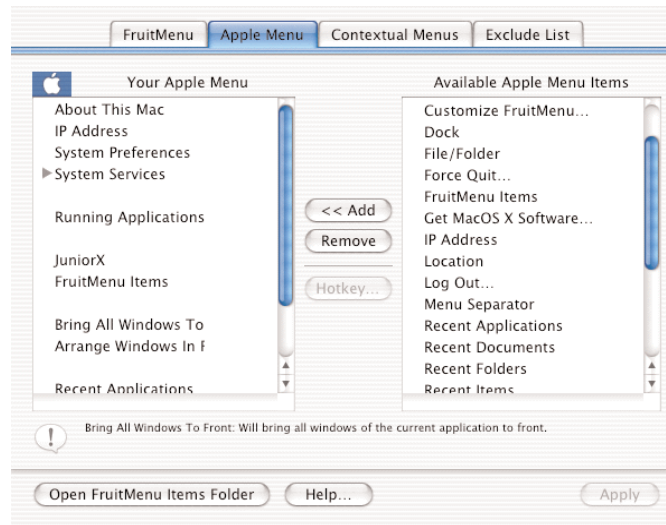 FruitMenu Apple Menu Contextual Menus Exclude List
Your Apple Menu
About This Mac
IP Address
System Preferences
System Services
Running Applications
JuniorX
FruitMenu Items
Bring All Windows To
Arrange Windows In F
Recent Applications
<< Add
Remove
Hotkey...
Available Apple Menu Items
Customize FruitMenu...
Dock
File/Folder
Force Quit...
FruitMenu Items
Get MacOS X Software...
IP Address
Location
Log Out...
Menu Separator
Recent Applications
Recent Documents
Recent Folders
Recent Items
Bring All Windows To Front: Will bring all windows of the current application to front.
Open FruitMenu Items Folder Help... Apply